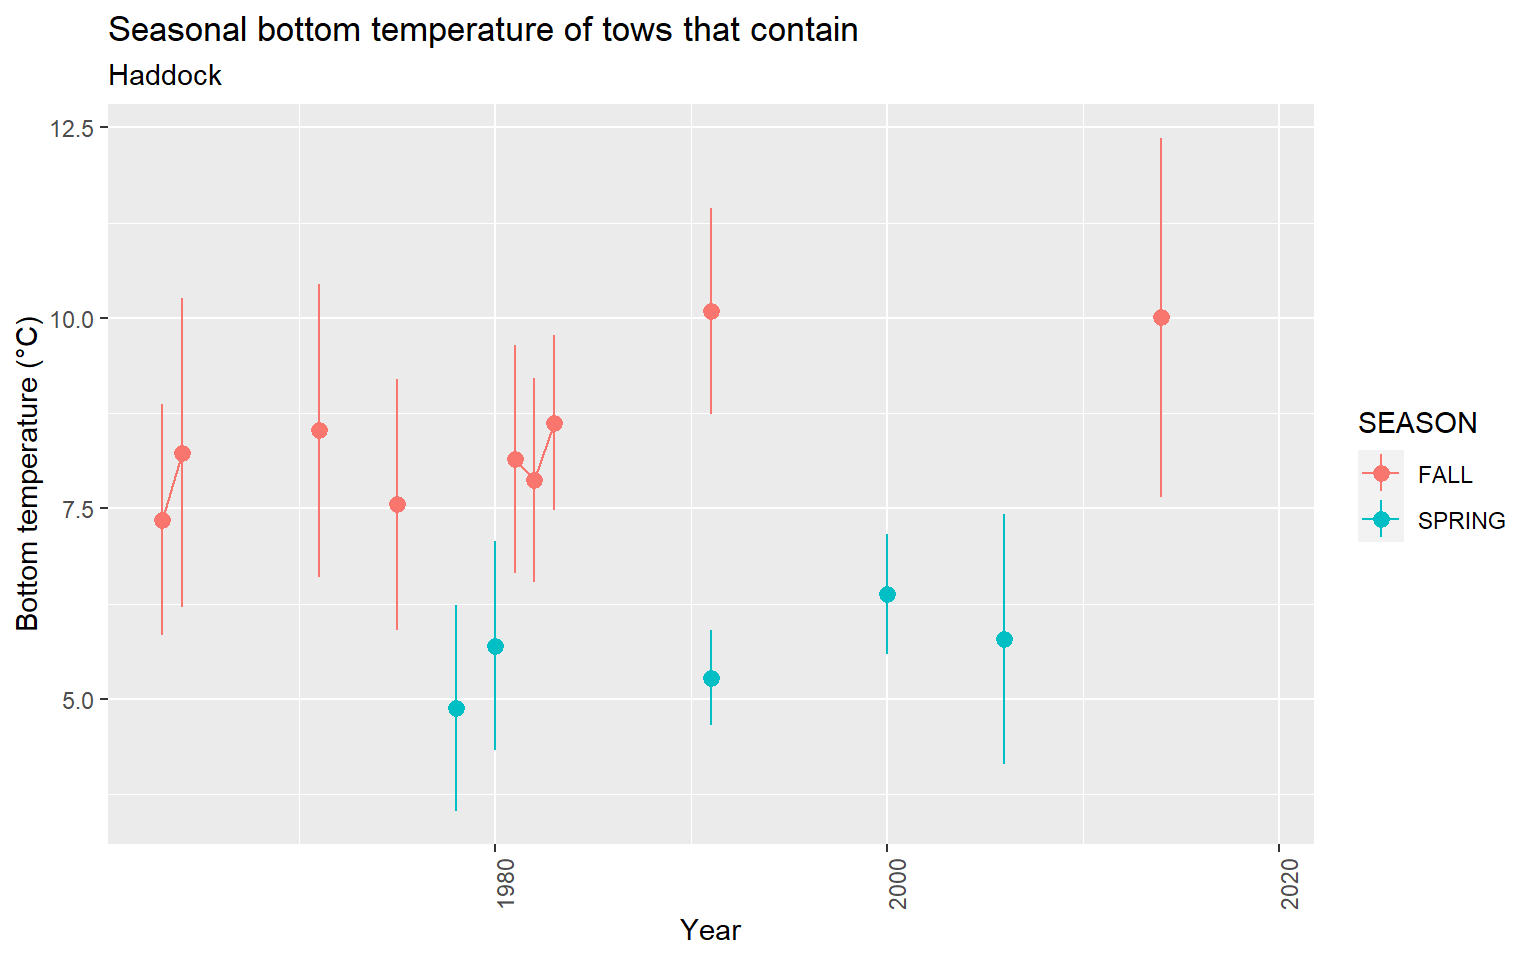 Seasonal bottom temperature of tows that contain
Haddock
12.5
10.0
7.5
5.0
Bottom temperature (°C)
1980
2000
2020
Year
SEASON
FALL
SPRING